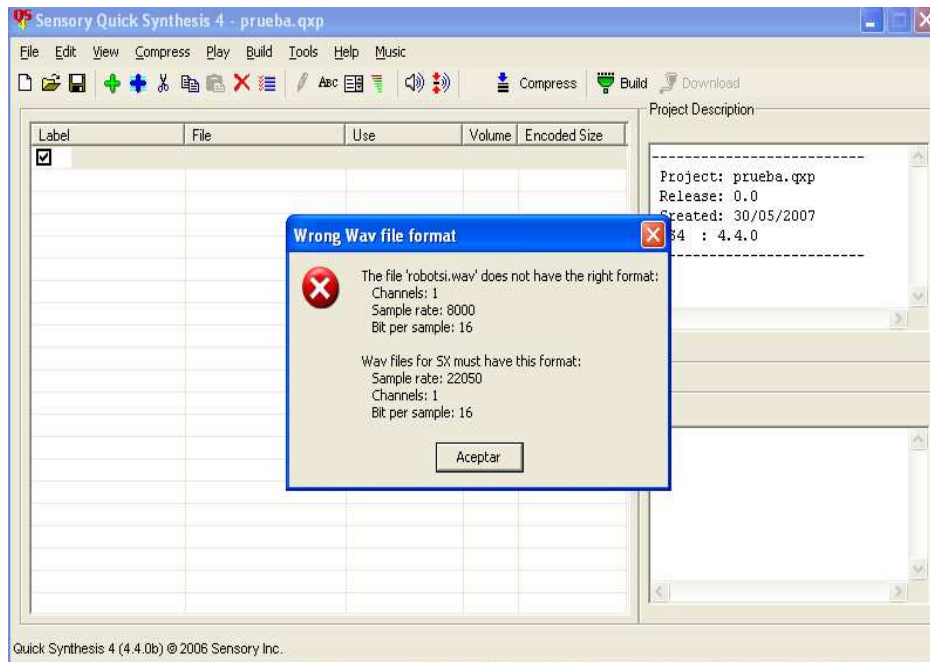 Sensory Quick Synthesis 4 - prueba.qxp
File Edit View Compress Play Build Tools Help Music
ABC Compress Build Download
Project Description
Label File Use Volume Encoded Size
---------------------------
Project: prueba.qxp
Release: 0.0
Created: 30/05/2007
: 4.4.0
---------------------------
Wrong Wav file format
The file 'robotsi.wav' does not have the right format:
Channels: 1
Sample rate: 8000
Bit per sample: 16
Wav files for SX must have this format:
Sample rate: 22050
Channels: 1
Bit per sample: 16
Aceptar
Quick Synthesis 4 (4.4.0b) @ 2006 Sensory Inc.